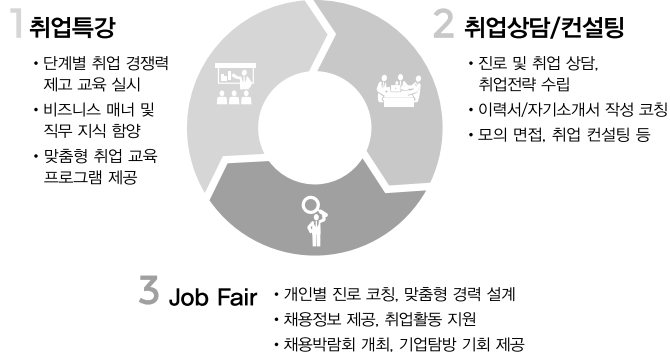 1 취업특강
• 단계별 취업 경쟁력
제고 교육 실시
• 비즈니스 매너 및
직무 지식 함양
• 맞춤형 취업 교육
프로그램 제공
2 취업상담/컨설팅
• 진로 및 취업 상담,
취업전략 수립
• 이력서/자기소개서 작성 코칭
• 모의 면접, 취업 컨설팅 등
3 Job Fair
• 개인별 진로 코칭, 맞춤형 경력 설계
• 채용정보 제공, 취업활동 지원
• 채용박람회 개최, 기업탐방 기회 제공